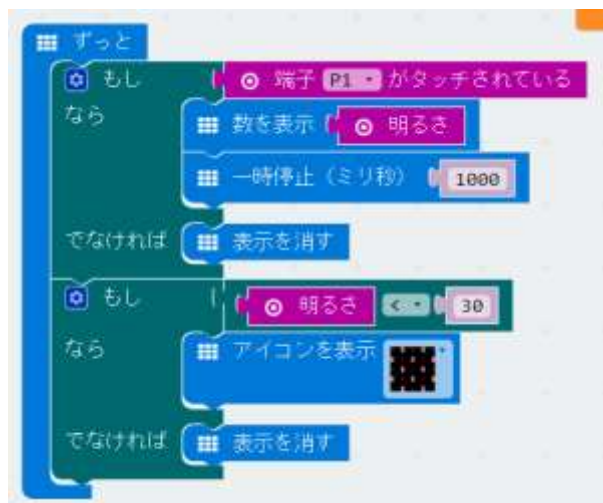 ずっと
もし 端子 P1 がタッチされている
なら 数を表示 明るさ
一時停止(ミリ秒) 1000
でなければ 表示を消す
もし 明るさ < 30
なら アイコンを表示
でなければ 表示を消す